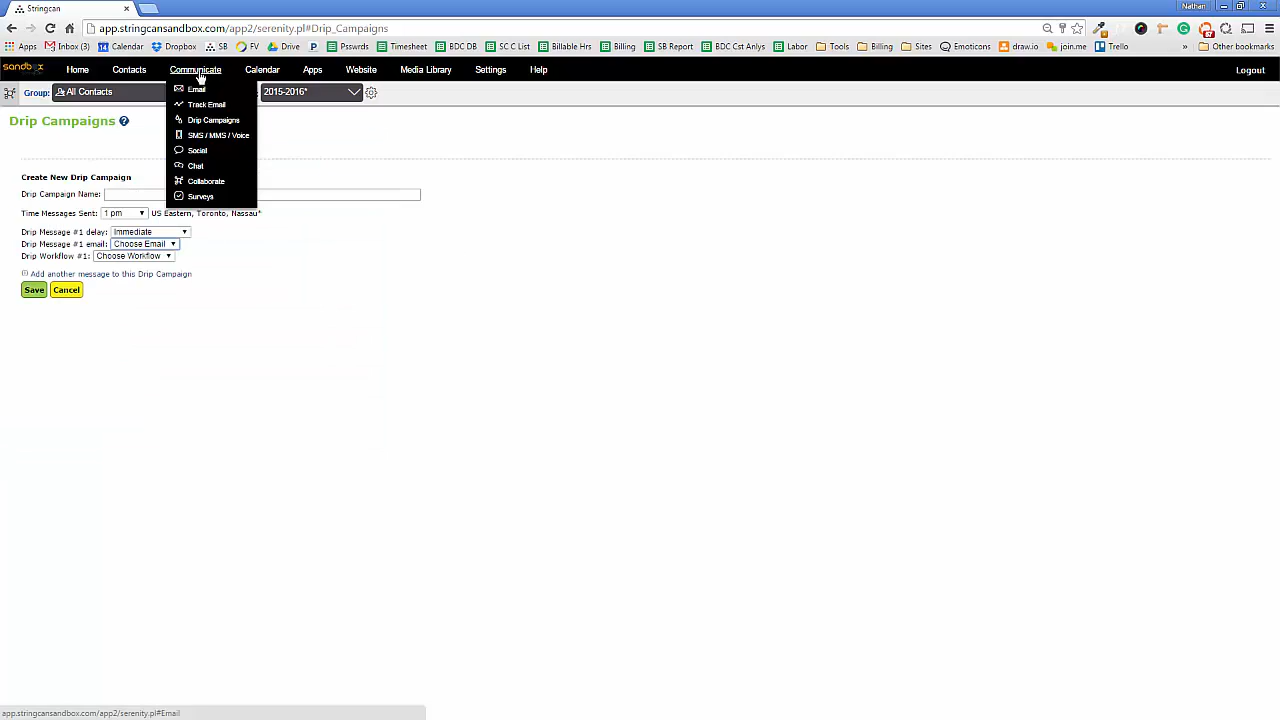 Stringcan
Nathan
app.stringcansandbox.com/app2/serenity.pl#Drip_Campaigns
Apps Inbox (3) Calendar Dropbox SB FV Drive Psswrds Timesheet BDC DB SC C List Billable Hrs Billing SB Report BDC Cst Anlys Labor Tools Billing Sites Emoticons draw.io join.me Trello » Other bookmarks
sandbox Home Contacts Communicate Calendar Apps Website Media Library Settings Help Logout
Group: All Contacts 2015-2016*
Email
Track Email
Drip Campaigns
SMS / MMS / Voice
Social
Chat
Collaborate
Surveys
Drip Campaigns ?
Create New Drip Campaign
Drip Campaign Name:
Time Messages Sent: 1 pm US Eastern, Toronto, Nassau*
Drip Message #1 delay: Immediate
Drip Message #1 email: Choose Email
Drip Workflow #1: Choose Workflow
Add another message to this Drip Campaign
Save Cancel
app.stringcansandbox.com/app2/serenity.pl#Email